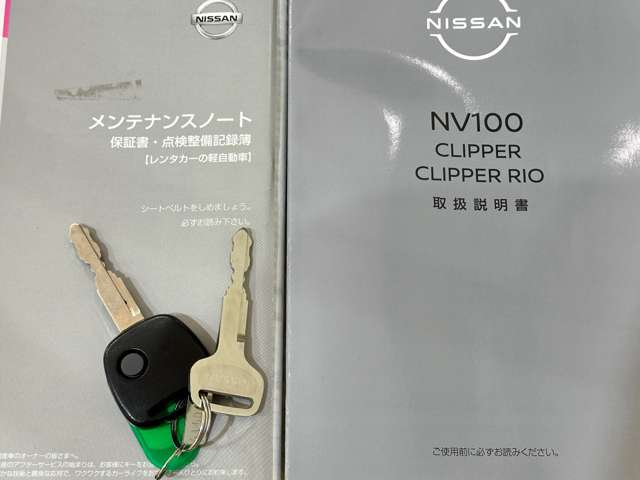 NISSAN
メンテナンスノート
保証書・点検整備記録簿
【レンタカーの軽自動車】
シートベルトをしめましょう。
必ずお読み下さい。
NISSAN
NISSAN
NV100
CLIPPER
CLIPPER RIO
取扱説明書
ご使用前に必ずお読みください。